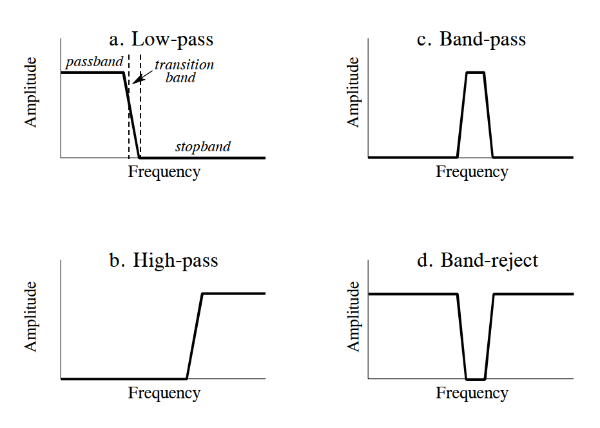 a. Low-pass
passband
transition
band
stopband
Amplitude
Frequency
c. Band-pass
Amplitude
Frequency
b. High-pass
Amplitude
Frequency
d. Band-reject
Amplitude
Frequency